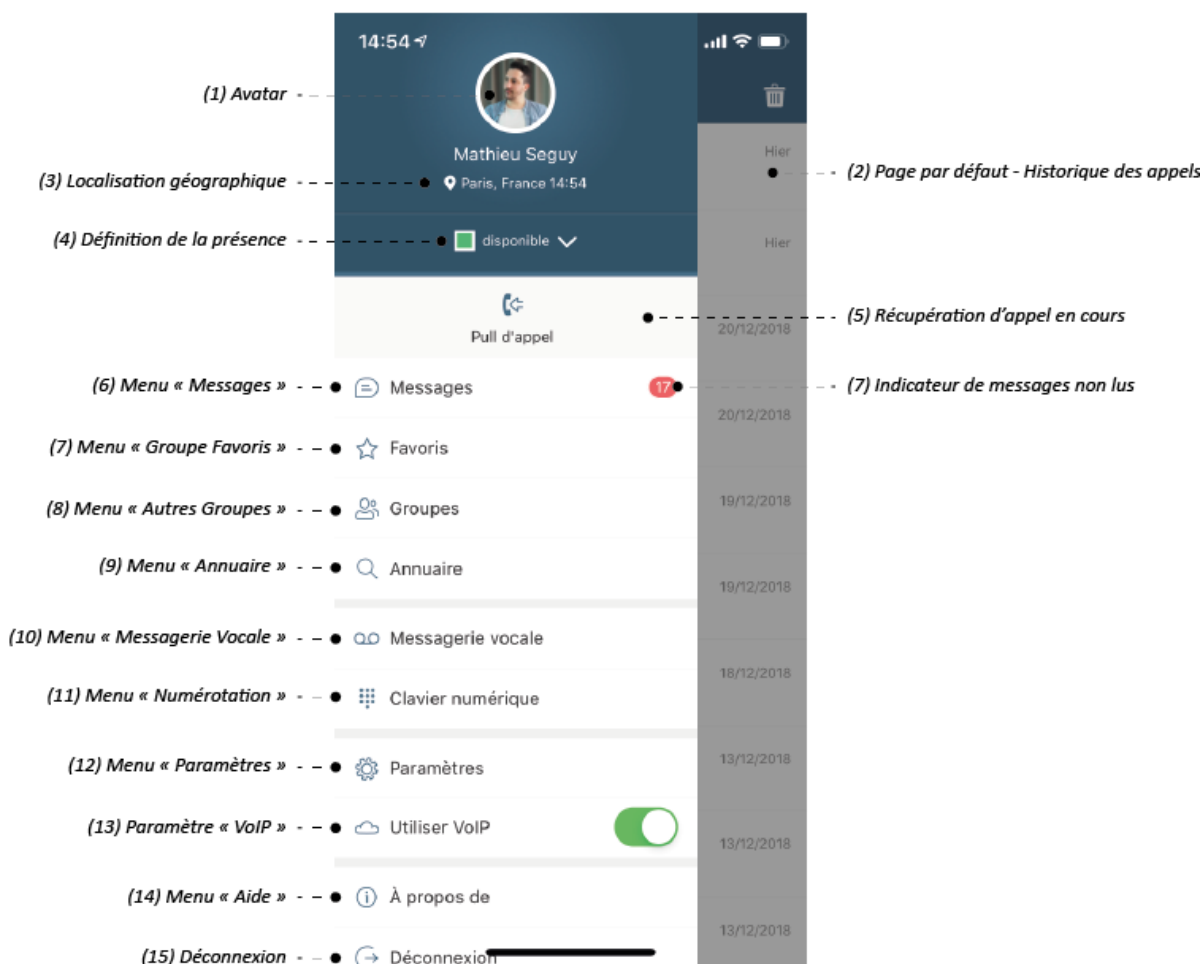 14:54
(1) Avatar
Mathieu Seguy
Hier
(2) Page par défaut - Historique des appels
(3) Localisation géographique
Paris, France 14:54
(4) Définition de la présence
disponible
Hier
Pull d'appel
(5) Récupération d'appel en cours
20/12/2018
(6) Menu « Messages »
Messages
17
(7) Indicateur de messages non lus
20/12/2018
(7) Menu « Groupe Favoris »
Favoris
(8) Menu « Autres Groupes »
Groupes
19/12/2018
(9) Menu « Annuaire »
Annuaire
19/12/2018
(10) Menu « Messagerie Vocale »
Messagerie vocale
18/12/2018
(11) Menu « Numérotation »
Clavier numérique
(12) Menu « Paramètres »
Paramètres
13/12/2018
(13) Paramètre « VoIP »
Utiliser VoIP
13/12/2018
(14) Menu « Aide »
À propos de
13/12/2018
(15) Déconnexion
Déconnexion